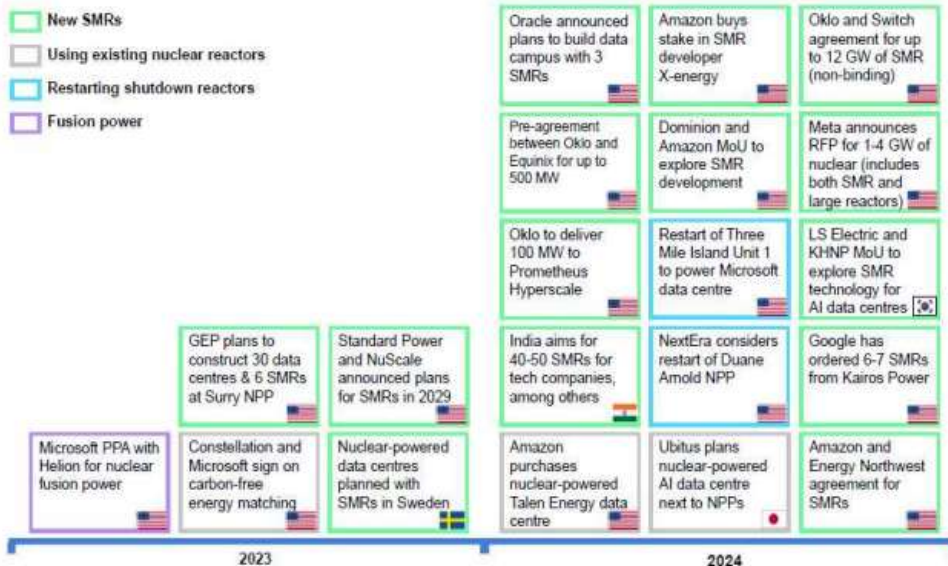 New SMRs
Using existing nuclear reactors
Restarting shutdown reactors
Fusion power
Oracle announced
plans to build data
campus with 3
SMRs
Amazon buys
stake in SMR
developer
X-energy
Oklo and Switch
agreement for up
to 12 GW of SMR
(non-binding)
Pre-agreement
between Oklo and
Equinix for up to
500 MW
Dominion and
Amazon MoU to
explore SMR
development
Meta announces
RFP for 1-4 GW of
nuclear (includes
both SMR and
large reactors)
Oklo to deliver
100 MW to
Prometheus
Hyperscale
Restart of Three
Mile Island Unit 1
to power Microsoft
data centre
LS Electric and
KHNP MoU to
explore SMR
technology for
AI data centres
GEP plans to
construct 30 data
centres & 6 SMRs
at Surry NPP
Standard Power
and NuScale
announced plans
for SMRs in 2029
India aims for
40-50 SMRs for
tech companies,
among others
NextEra considers
restart of Duane
Arnold NPP
Google has
ordered 6-7 SMRs
from Kairos Power
Microsoft PPA with
Helion for nuclear
fusion power
Constellation and
Microsoft sign on
carbon-free
energy matching
Nuclear-powered
data centres
planned with
SMRs in Sweden
Amazon
purchases
nuclear-powered
Talen Energy data
centre
Ubitus plans
nuclear-powered
AI data centre
next to NPPs
Amazon and
Energy Northwest
agreement for
SMRs
2023
2024